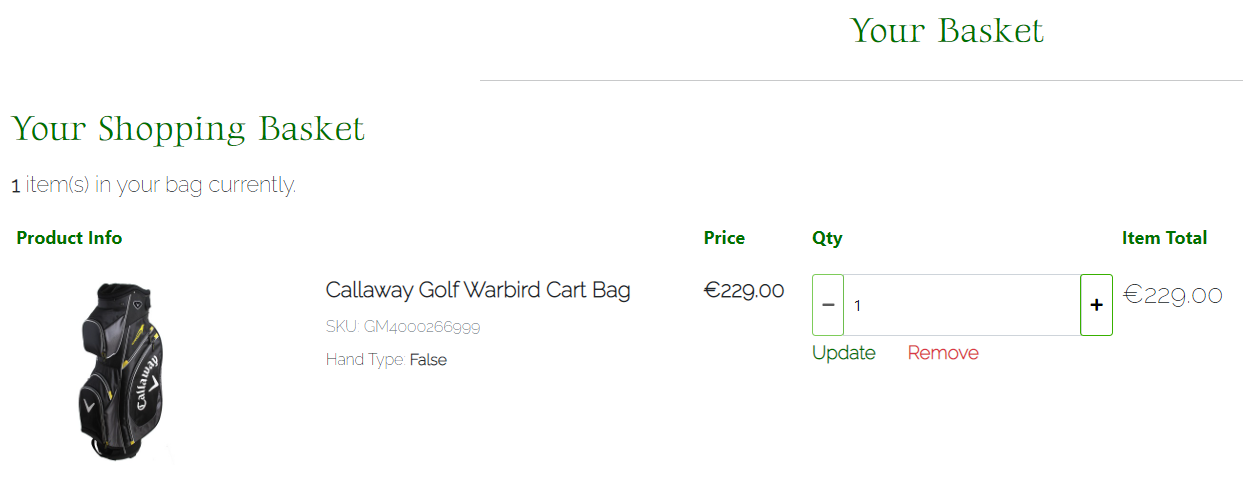 Your Basket
Your Shopping Basket
1 item(s) in your bag currently.
Product Info Price Qty Item Total
Callaway Golf Warbird Cart Bag €229.00 − 1 + €229.00
SKU: GM4000266999
Update Remove
Hand Type: False
Callaway